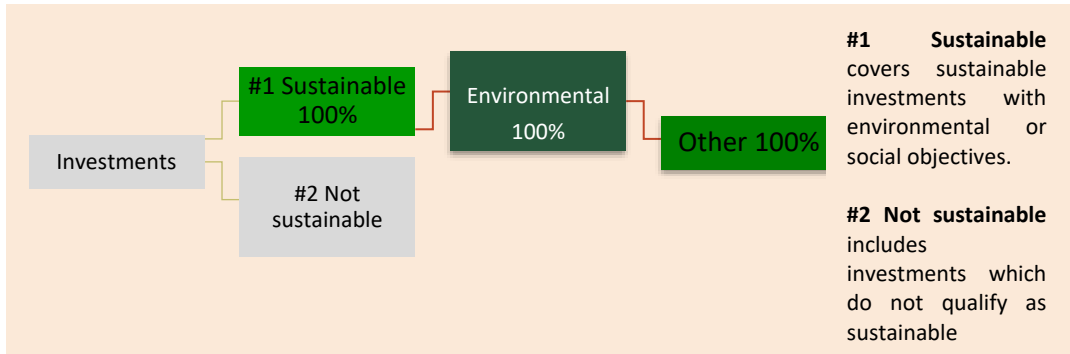 Investments
#1 Sustainable
100%
#2 Not
sustainable
Environmental
100%
Other 100%
#1 Sustainable
covers sustainable
investments with
environmental or
social objectives.
#2 Not sustainable
includes
investments which
do not qualify as
sustainable